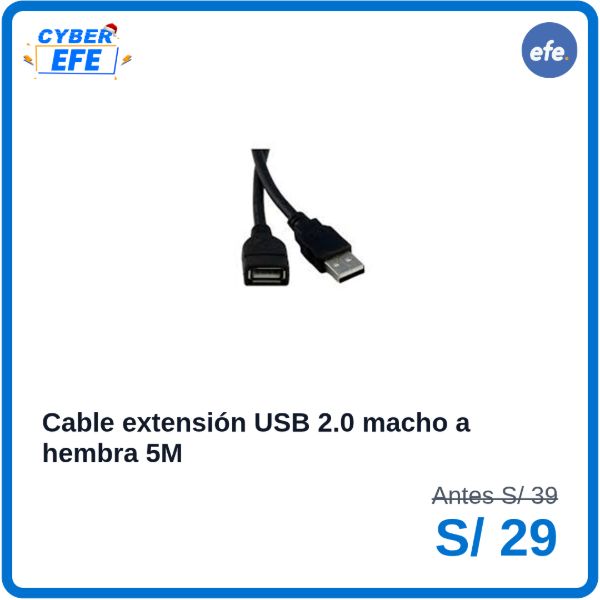 CYBER
EFE
efe.
Cable extensión USB 2.0 macho a
hembra 5M
Antes S/ 39
S/ 29